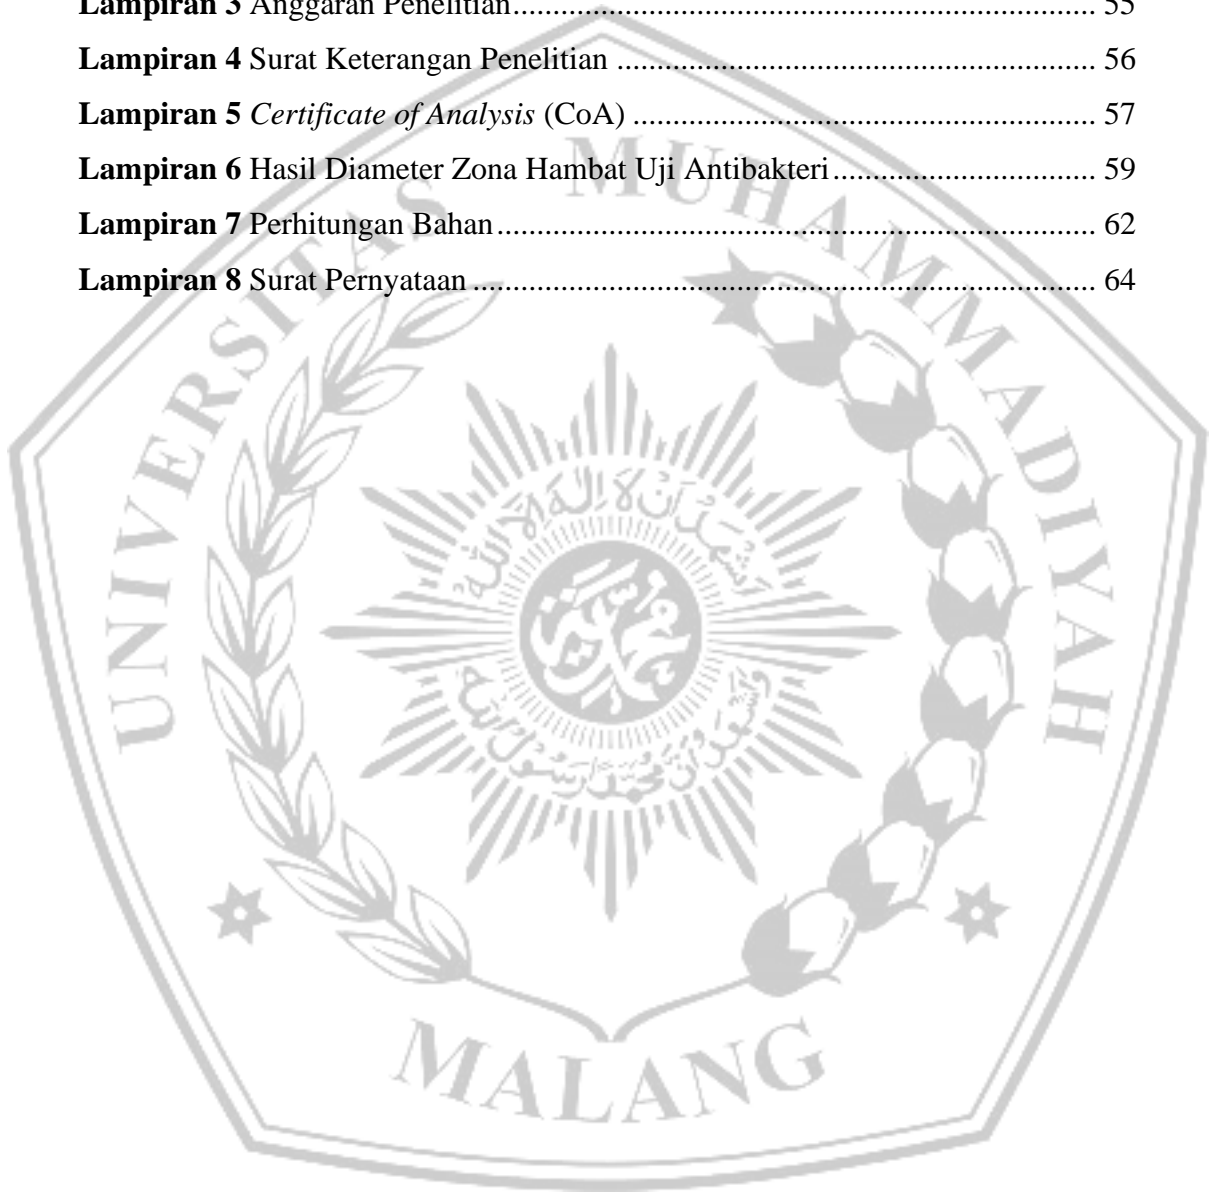 Lampiran 3 Anggaran Penelitian.......................................................................... 55
Lampiran 4 Surat Keterangan Penelitian ............................................................. 56
Lampiran 5 Certificate of Analysis (CoA) ........................................................... 57
Lampiran 6 Hasil Diameter Zona Hambat Uji Antibakteri................................. 59
Lampiran 7 Perhitungan Bahan............................................................................ 62
Lampiran 8 Surat Pernyataan ............................................................................... 64
UNIVERSITAS MUHAMMADIYAH
MALANG